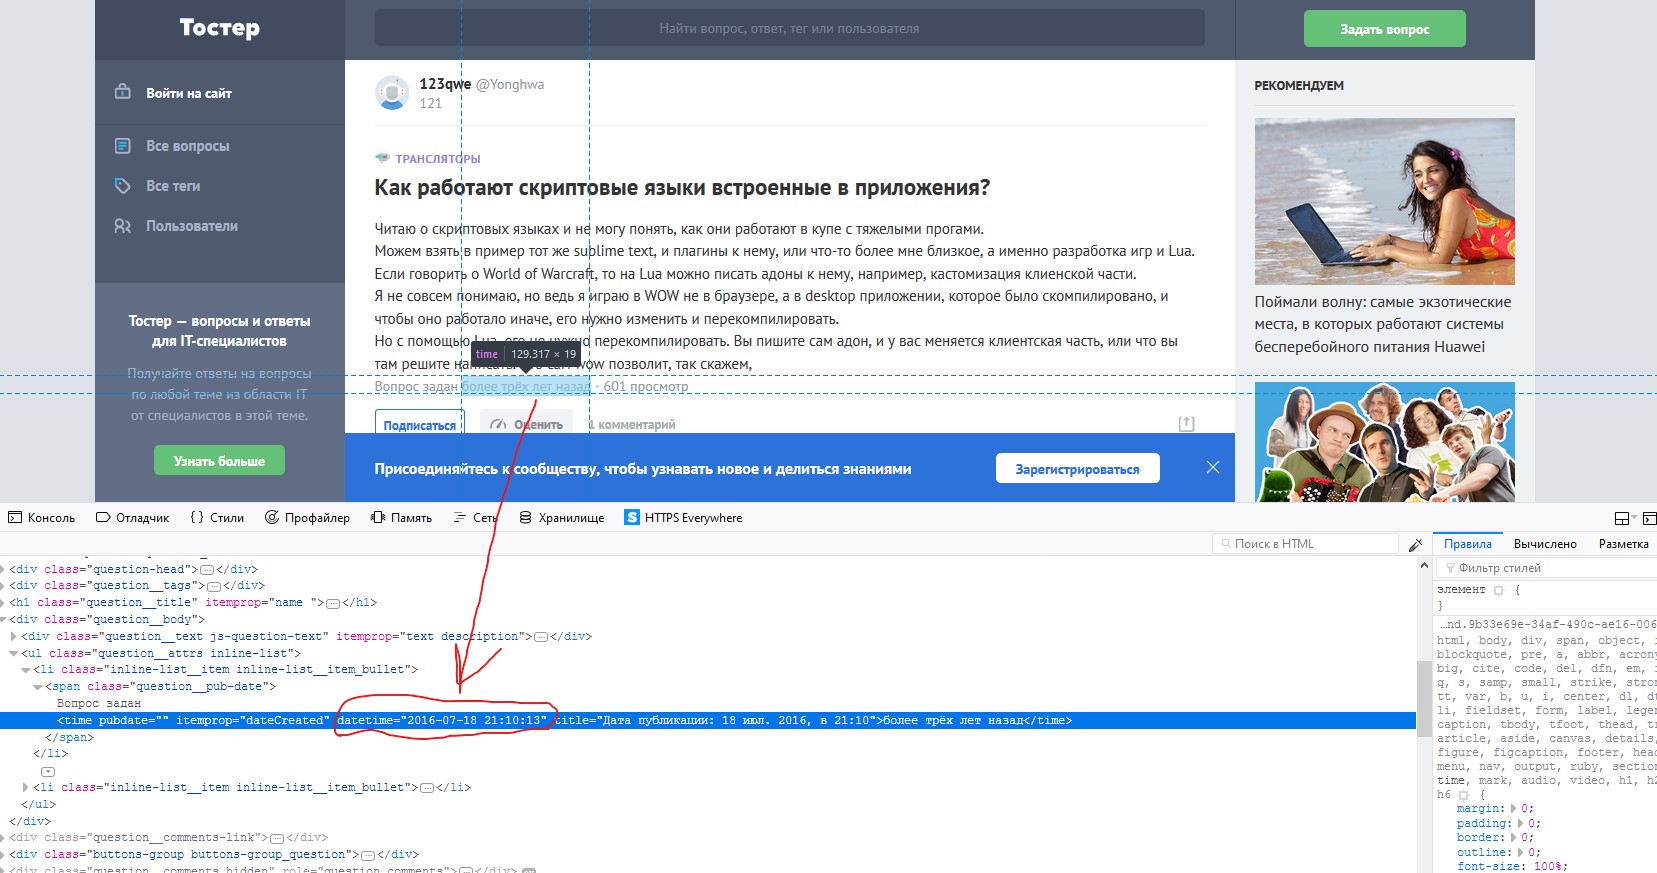 Тостер
Найти вопрос, ответ, тег или пользователя
Задать вопрос
Войти на сайт
Все вопросы
Все теги
Пользователи
Тостер — вопросы и ответы
для IT-специалистов
Получайте ответы на вопросы
по любой теме из области IT
от специалистов в этой теме.
Узнать больше
123qwe @Yonghwa
121
ТРАНСЛЯТОРЫ
Как работают скриптовые языки встроенные в приложения?
Читаю о скриптовых языках и не могу понять, как они работают в купе с тяжелыми прогами.
Можем взять в пример тот же sublime text, и плагины к нему, или что-то более мне близкое, а именно разработка игр и Lua.
Если говорить о World of Warcraft, то на Lua можно писать адоны к нему, например, кастомизация клиенской части.
Я не совсем понимаю, но ведь я играю в WOW не в браузере, а в desktop приложении, которое было скомпилировано, и
чтобы оно работало иначе, его нужно изменить и перекомпилировать.
Но с помощью Lua, его не нужно перекомпилировать. Вы пишите сам адон, и у вас меняется клиентская часть, или что вы
там решите написать. wow позволит, так скажем,
time 129.317 × 19
Вопрос задан более трёх лет назад • 601 просмотр
Подписаться
Оценить
1 комментарий
Присоединяйтесь к сообществу, чтобы узнавать новое и делиться знаниями
Зарегистрироваться
РЕКОМЕНДУЕМ
Поймали волну: самые экзотические
места, в которых работают системы
бесперебойного питания Huawei
Консоль Отладчик {} Стили Профайлер Память Сеть Хранилище HTTPS Everywhere
Поиск в HTML
<div class="question-head"></div>
<div class="question__tags"></div>
<h1 class="question__title" itemprop="name "></h1>
<div class="question__body">
<div class="question__text js-question-text" itemprop="text description"></div>
<ul class="question__attrs inline-list">
<li class="inline-list__item inline-list__item_bullet">
<span class="question__pub-date">
Вопрос задан
<time pubdate="" itemprop="dateCreated" datetime="2016-07-18 21:10:13" title="Дата публикации: 18 июл. 2016, в 21:10">более трёх лет назад</time>
</span>
</li>
<li class="inline-list__item inline-list__item_bullet"></li>
</ul>
</div>
<div class="question__comments-link"></div>
<div class="buttons-group buttons-group_question"></div>
<div class="question comments hidden" role="question_comments"></div>
Правила Вычислено Разметка
Фильтр стилей
элемент {
}
…nd.9b33e69e-34af-490c-ae16-006
html, body, div, span, object,
blockquote, pre, a, abbr, acrony
big, cite, code, del, dfn, em,
q, s, samp, small, strike, stron
tt, var, b, u, i, center, dl, dt
li, fieldset, form, label, leger
caption, tbody, tfoot, thead, tr
article, aside, canvas, details,
figure, figcaption, footer, head
menu, nav, output, ruby, section
time, mark, audio, video, h1, h2
h6 {
margin: 0;
padding: 0;
border: 0;
outline: 0;
font-size: 100%;